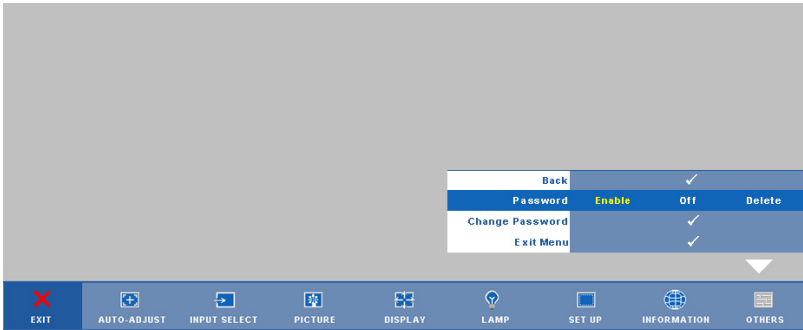 Back
Password Enable Off Delete
Change Password
Exit Menu
EXIT AUTO-ADJUST INPUT SELECT PICTURE DISPLAY LAMP SET UP INFORMATION OTHERS